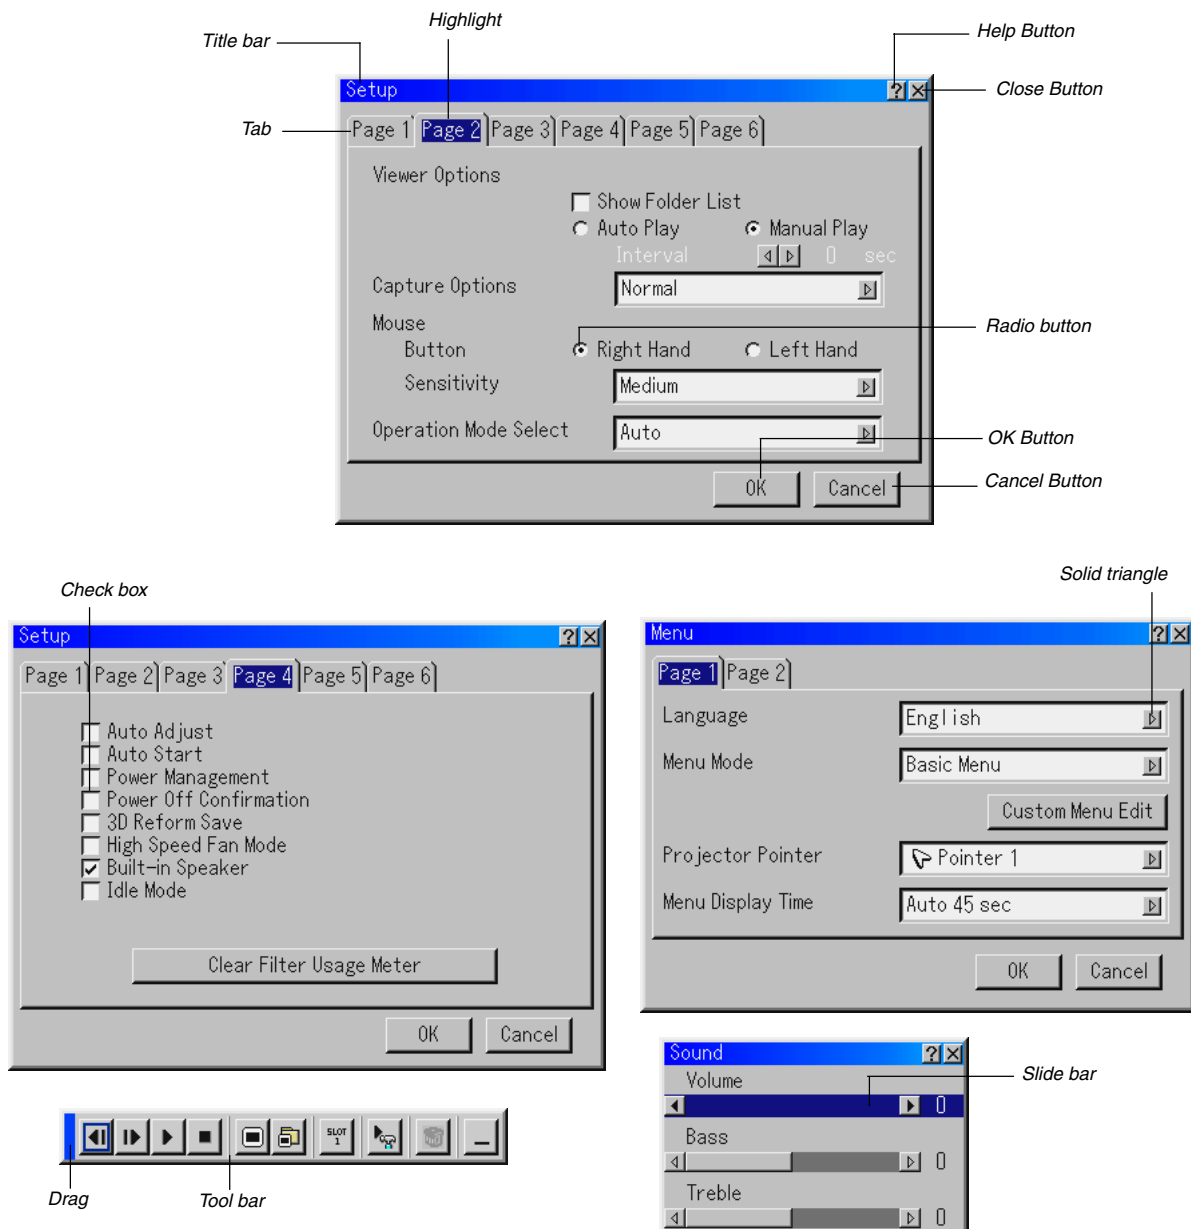 Highlight
Title bar
Help Button
Setup
? ×
Close Button
Tab
Page 1 Page 2 Page 3 Page 4 Page 5 Page 6
Viewer Options
Show Folder List
Auto Play Manual Play
Interval 0 sec
Capture Options Normal
Mouse
Radio button
Button Right Hand Left Hand
Sensitivity Medium
Operation Mode Select Auto
OK Button
OK Cancel
Cancel Button
Check box
Setup
? ×
Page 1 Page 2 Page 3 Page 4 Page 5 Page 6
Auto Adjust
Auto Start
Power Management
Power Off Confirmation
3D Reform Save
High Speed Fan Mode
Built-in Speaker
Idle Mode
Clear Filter Usage Meter
OK Cancel
Solid triangle
Menu
? ×
Page 1 Page 2
Language English
Menu Mode Basic Menu
Custom Menu Edit
Projector Pointer Pointer 1
Menu Display Time Auto 45 sec
OK Cancel
SLOT
1
Drag
Tool bar
Sound
? ×
Volume
Slide bar
0
Bass
0
Treble
0